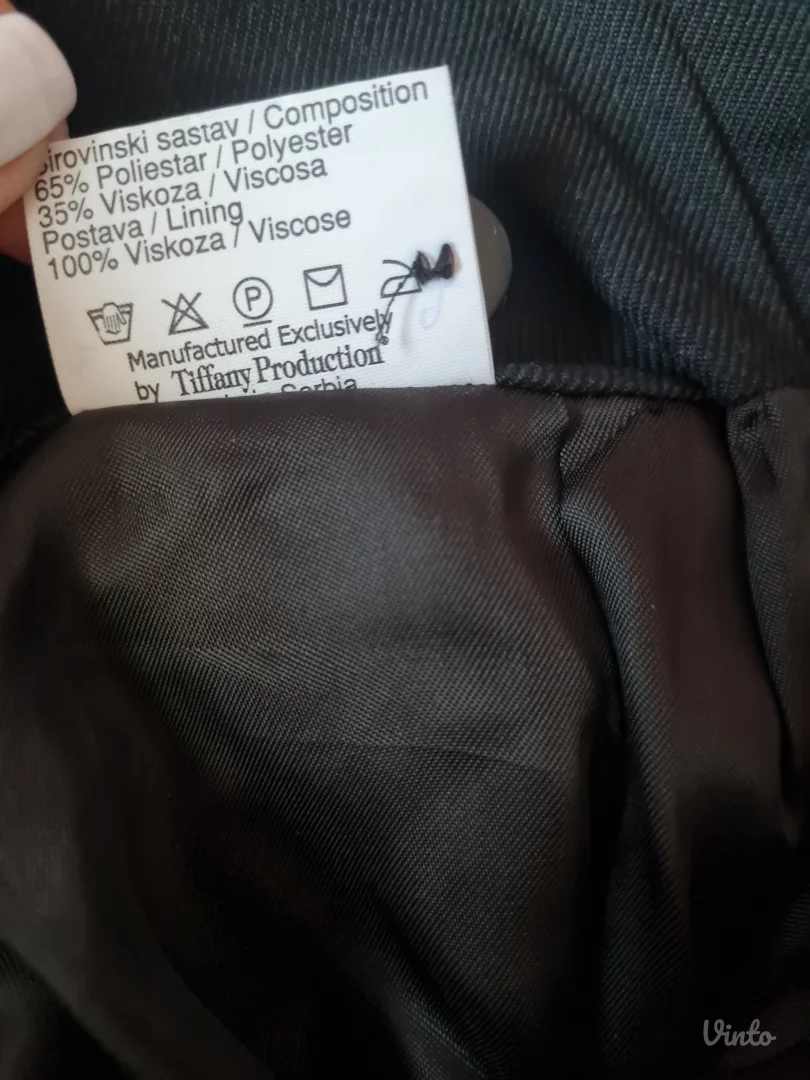 Sirovinski sastav / Composition
65% Poliestar / Polyester
35% Viskoza / Viscosa
Postava / Lining
100% Viskoza / Viscose
P
Manufactured Exclusively
by Tiffany Production
Serbia
Vinto